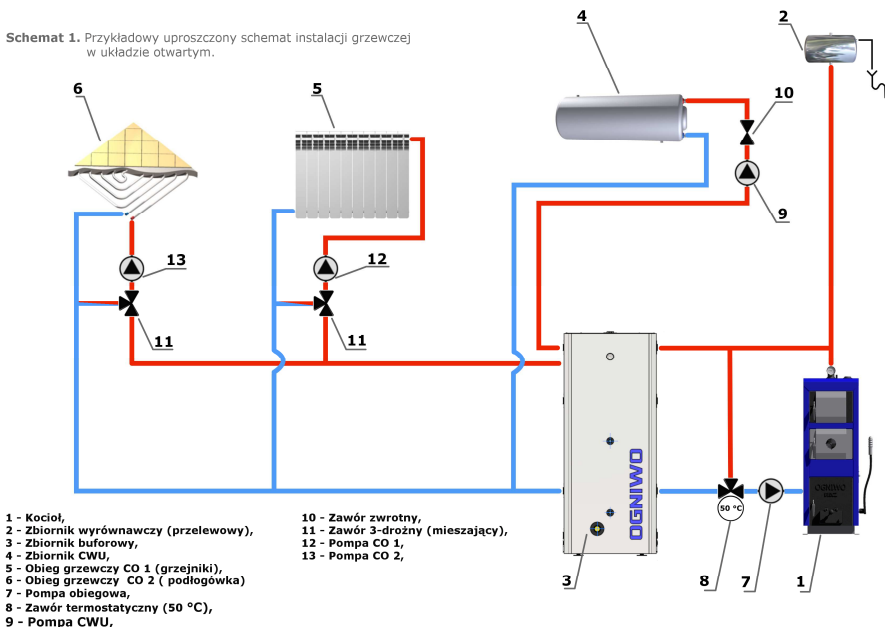 Schemat 1. Przykładowy uproszczony schemat instalacji grzewczej
w układzie otwartym.
4
2
6
5
10
9
13
12
11
11
OGNIWO
OGNIWO
50 °C
3
8
7
1
1 - Kocioł,
2 - Zbiornik wyrównawczy (przelewowy),
3 - Zbiornik buforowy,
4 - Zbiornik CWU,
5 - Obieg grzewczy CO 1 (grzejniki),
6 - Obieg grzewczy CO 2 ( podłogówka)
7 - Pompa obiegowa,
8 - Zawór termostatyczny (50 °C),
9 - Pompa CWU,
10 - Zawór zwrotny,
11 - Zawór 3-drożny (mieszający),
12 - Pompa CO 1,
13 - Pompa CO 2,